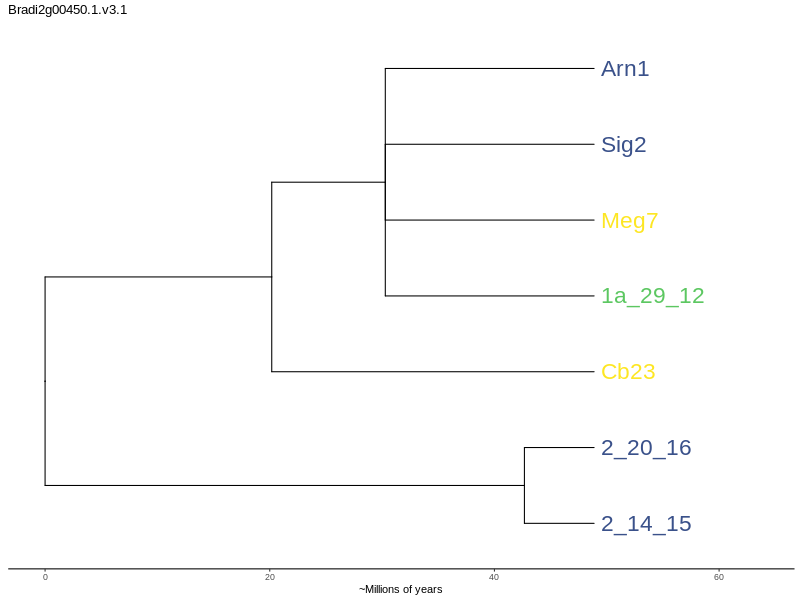 Bradi2g00450.1.v3.1
Arn1
Sig2
Meg7
1a_29_12
Cb23
2_20_16
2_14_15
0 20 40 60
~Millions of years